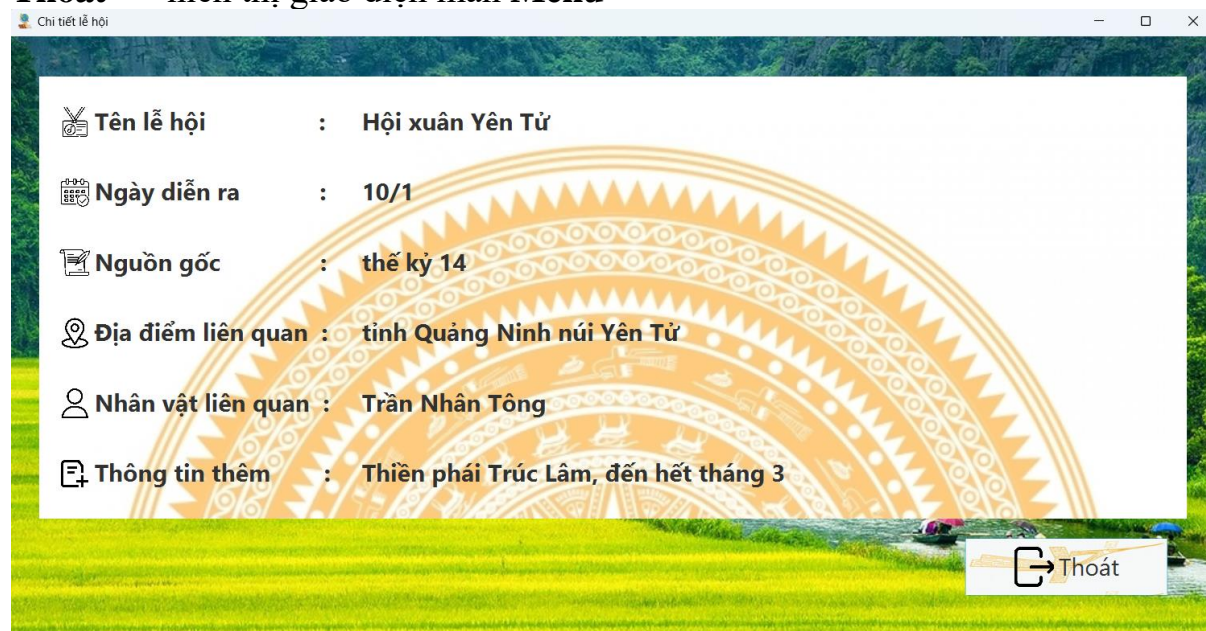 Thoát
hiển thị giao diện màn Menu
Chi tiết lễ hội
Tên lễ hội : Hội xuân Yên Tử
Ngày diễn ra : 10/1
Nguồn gốc : thế kỷ 14
Địa điểm liên quan : tỉnh Quảng Ninh núi Yên Tử
Nhân vật liên quan : Trần Nhân Tông
Thông tin thêm : Thiền phái Trúc Lâm, đến hết tháng 3
Thoát